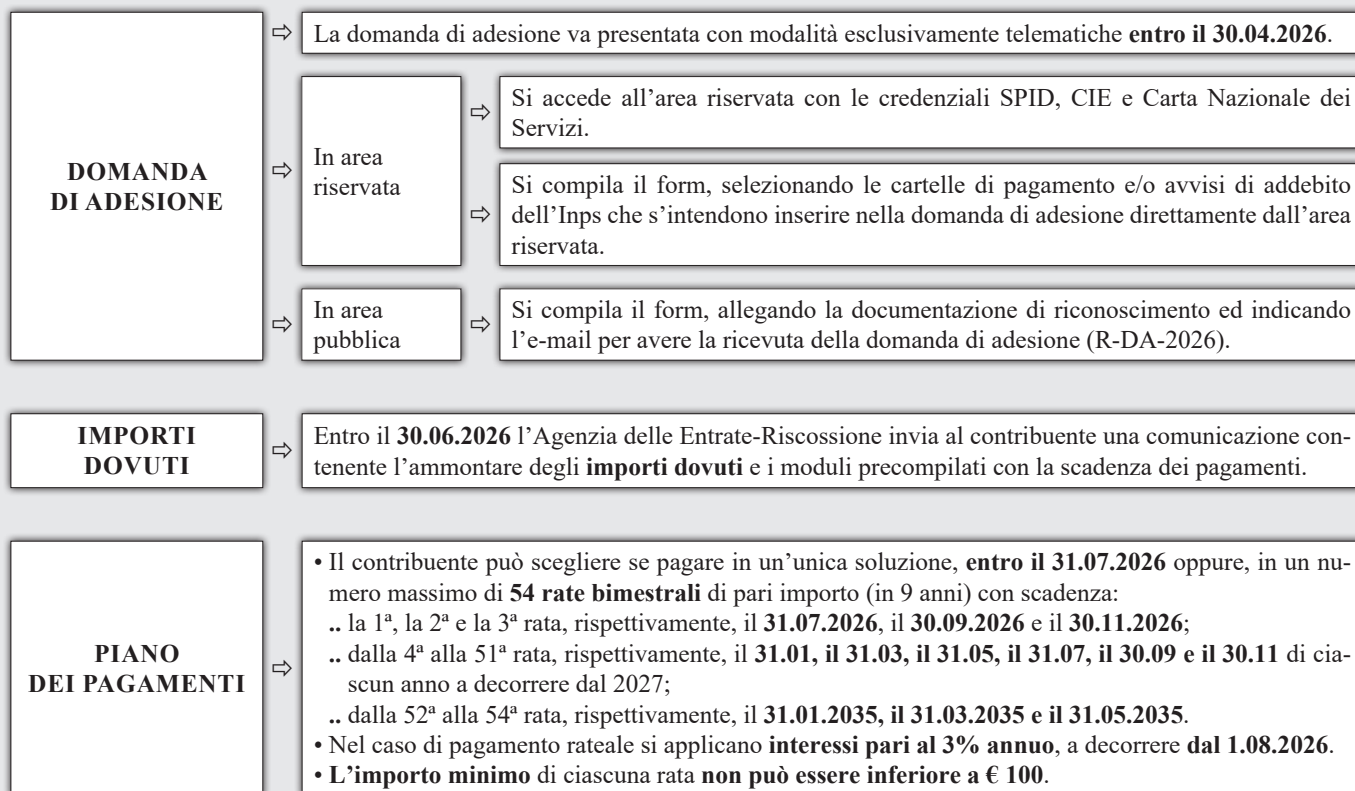 DOMANDA
DI ADESIONE
⇨ La domanda di adesione va presentata con modalità esclusivamente telematiche entro il 30.04.2026.
⇨ In area
riservata
⇨ Si accede all’area riservata con le credenziali SPID, CIE e Carta Nazionale dei
Servizi.
⇨ Si compila il form, selezionando le cartelle di pagamento e/o avvisi di addebito
dell’Inps che s’intendono inserire nella domanda di adesione direttamente dall’area
riservata.
⇨ In area
pubblica
⇨ Si compila il form, allegando la documentazione di riconoscimento ed indicando
l’e-mail per avere la ricevuta della domanda di adesione (R-DA-2026).
IMPORTI
DOVUTI
⇨ Entro il 30.06.2026 l’Agenzia delle Entrate-Riscossione invia al contribuente una comunicazione con-
tenente l’ammontare degli importi dovuti e i moduli precompilati con la scadenza dei pagamenti.
PIANO
DEI PAGAMENTI
⇨ • Il contribuente può scegliere se pagare in un’unica soluzione, entro il 31.07.2026 oppure, in un nu-
mero massimo di 54 rate bimestrali di pari importo (in 9 anni) con scadenza:
.. la 1ª, la 2ª e la 3ª rata, rispettivamente, il 31.07.2026, il 30.09.2026 e il 30.11.2026;
.. dalla 4ª alla 51ª rata, rispettivamente, il 31.01, il 31.03, il 31.05, il 31.07, il 30.09 e il 30.11 di cia-
scun anno a decorrere dal 2027;
.. dalla 52ª alla 54ª rata, rispettivamente, il 31.01.2035, il 31.03.2035 e il 31.05.2035.
• Nel caso di pagamento rateale si applicano interessi pari al 3% annuo, a decorrere dal 1.08.2026.
• L’importo minimo di ciascuna rata non può essere inferiore a € 100.